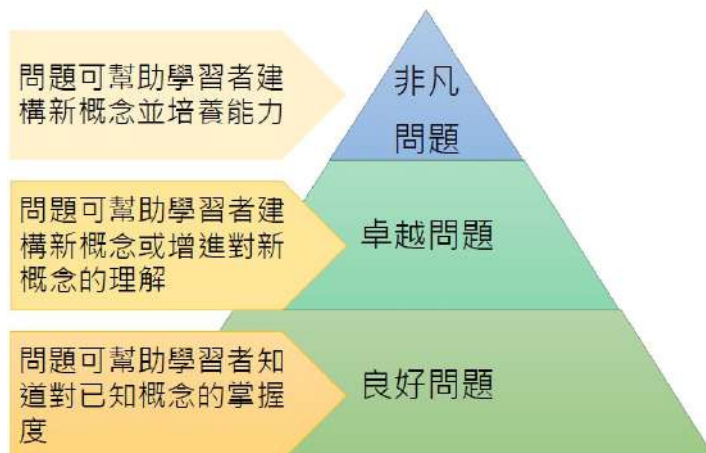 問題可幫助學習者建
構新概念並培養能力
非凡
問題
問題可幫助學習者建
構新概念或增進對新
概念的理解
卓越問題
問題可幫助學習者知
道對已知概念的掌握
度
良好問題